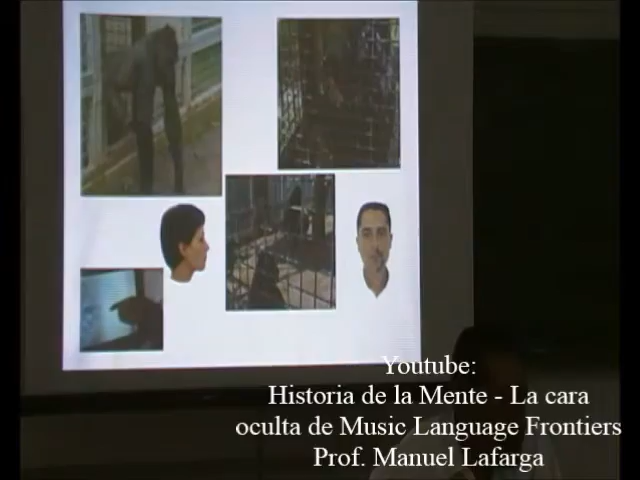 Youtube:
Historia de la Mente - La cara
oculta de Music Language Frontiers
Prof. Manuel Lafarga